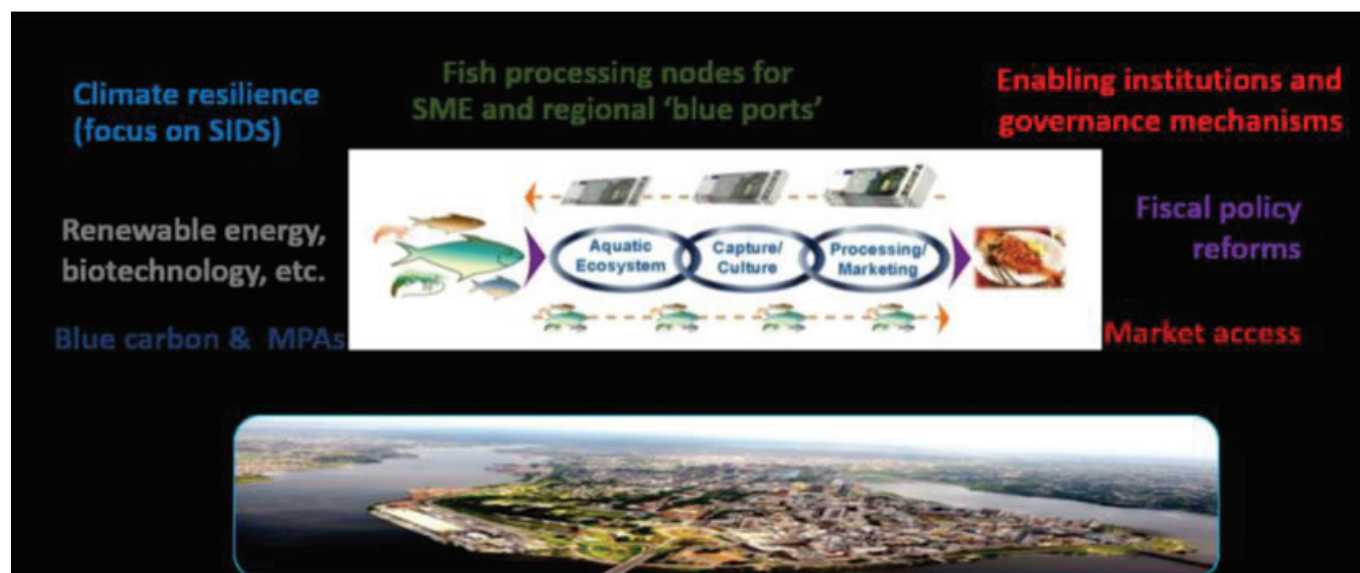 Climate resilience
(focus on SIDS)
Fish processing nodes for
SME and regional ‘blue ports’
Enabling institutions and
governance mechanisms
Renewable energy,
biotechnology, etc.
Aquatic
Ecosystem
Capture/
Culture
Processing/
Marketing
Fiscal policy
reforms
Blue carbon & MPAs
Market access